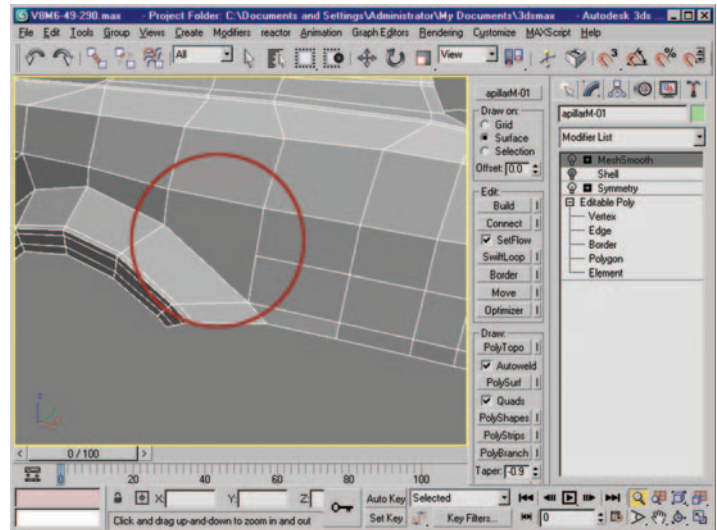 V8M6-49-290.max - Project Folder: C:\Documents and Settings\Administrator\My Documents\3dsmax - Autodesk 3ds ...
File Edit Tools Group Views Create Modifiers reactor Animation Graph Editors Rendering Customize MAXScript Help
All
View
3
%
apillarM-01
Draw on:
Grid
Surface
Selection
Offset: 0.0
Edit:
Build
Connect
SetFlow
SwiftLoop
Border
Move
Optimizer
Draw:
PolyTopo
Autoweld
PolySurf
Quads
PolyShapes
PolyStrips
PolyBranch
Taper: -0.9
apillarM-01
Modifier List
MeshSmooth
Shell
Symmetry
Editable Poly
Vertex
Edge
Border
Polygon
Element
z
0 / 100
0 20 40 60 80 100
X: Y: Z:
Auto Key Selected
Click and drag up-and-down to zoom in and out
Set Key Key Filters...
0